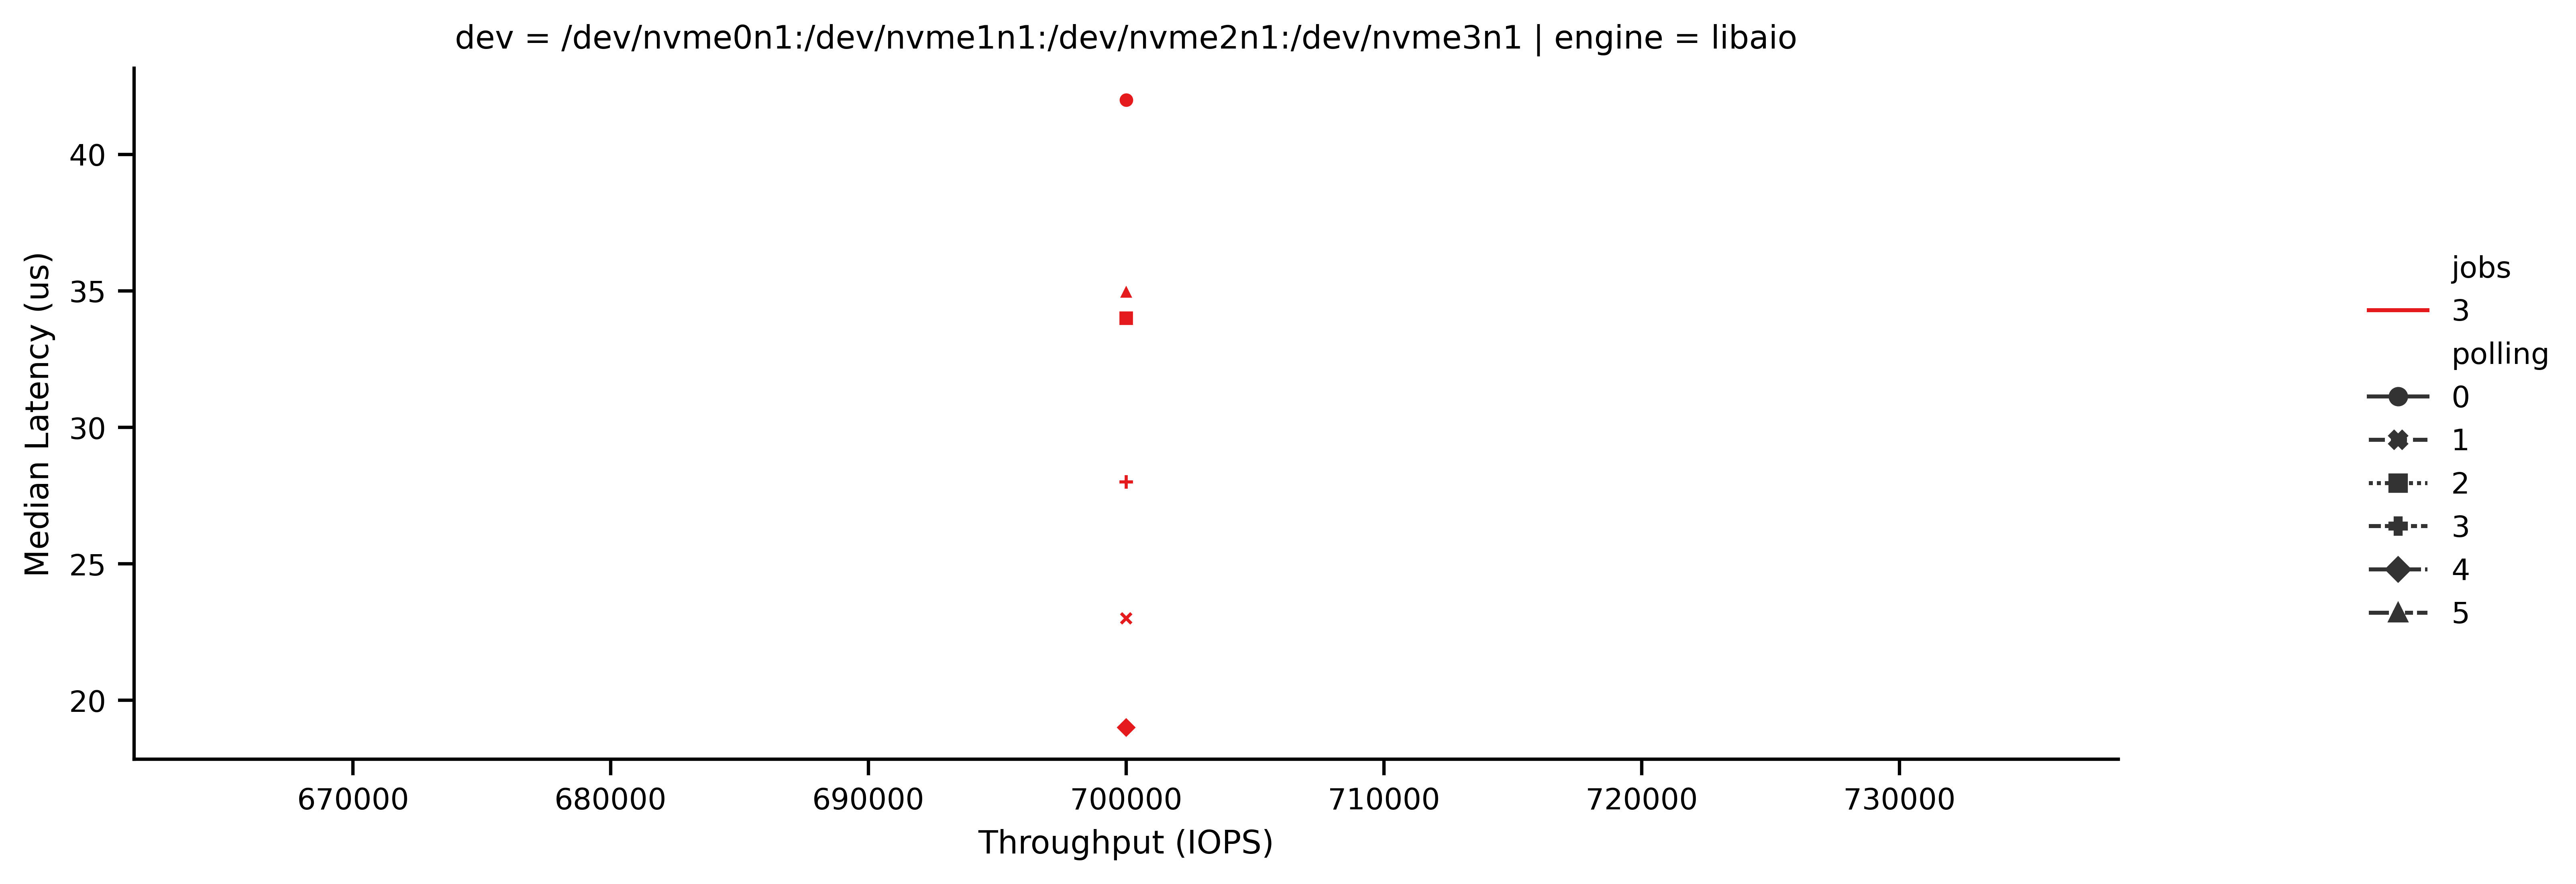 dev = /dev/nvme0n1:/dev/nvme1n1:/dev/nvme2n1:/dev/nvme3n1 | engine = libaio
Median Latency (us)
40
35
30
25
20
670000 680000 690000 700000 710000 720000 730000
Throughput (IOPS)
jobs
3
polling
0
1
2
3
4
5